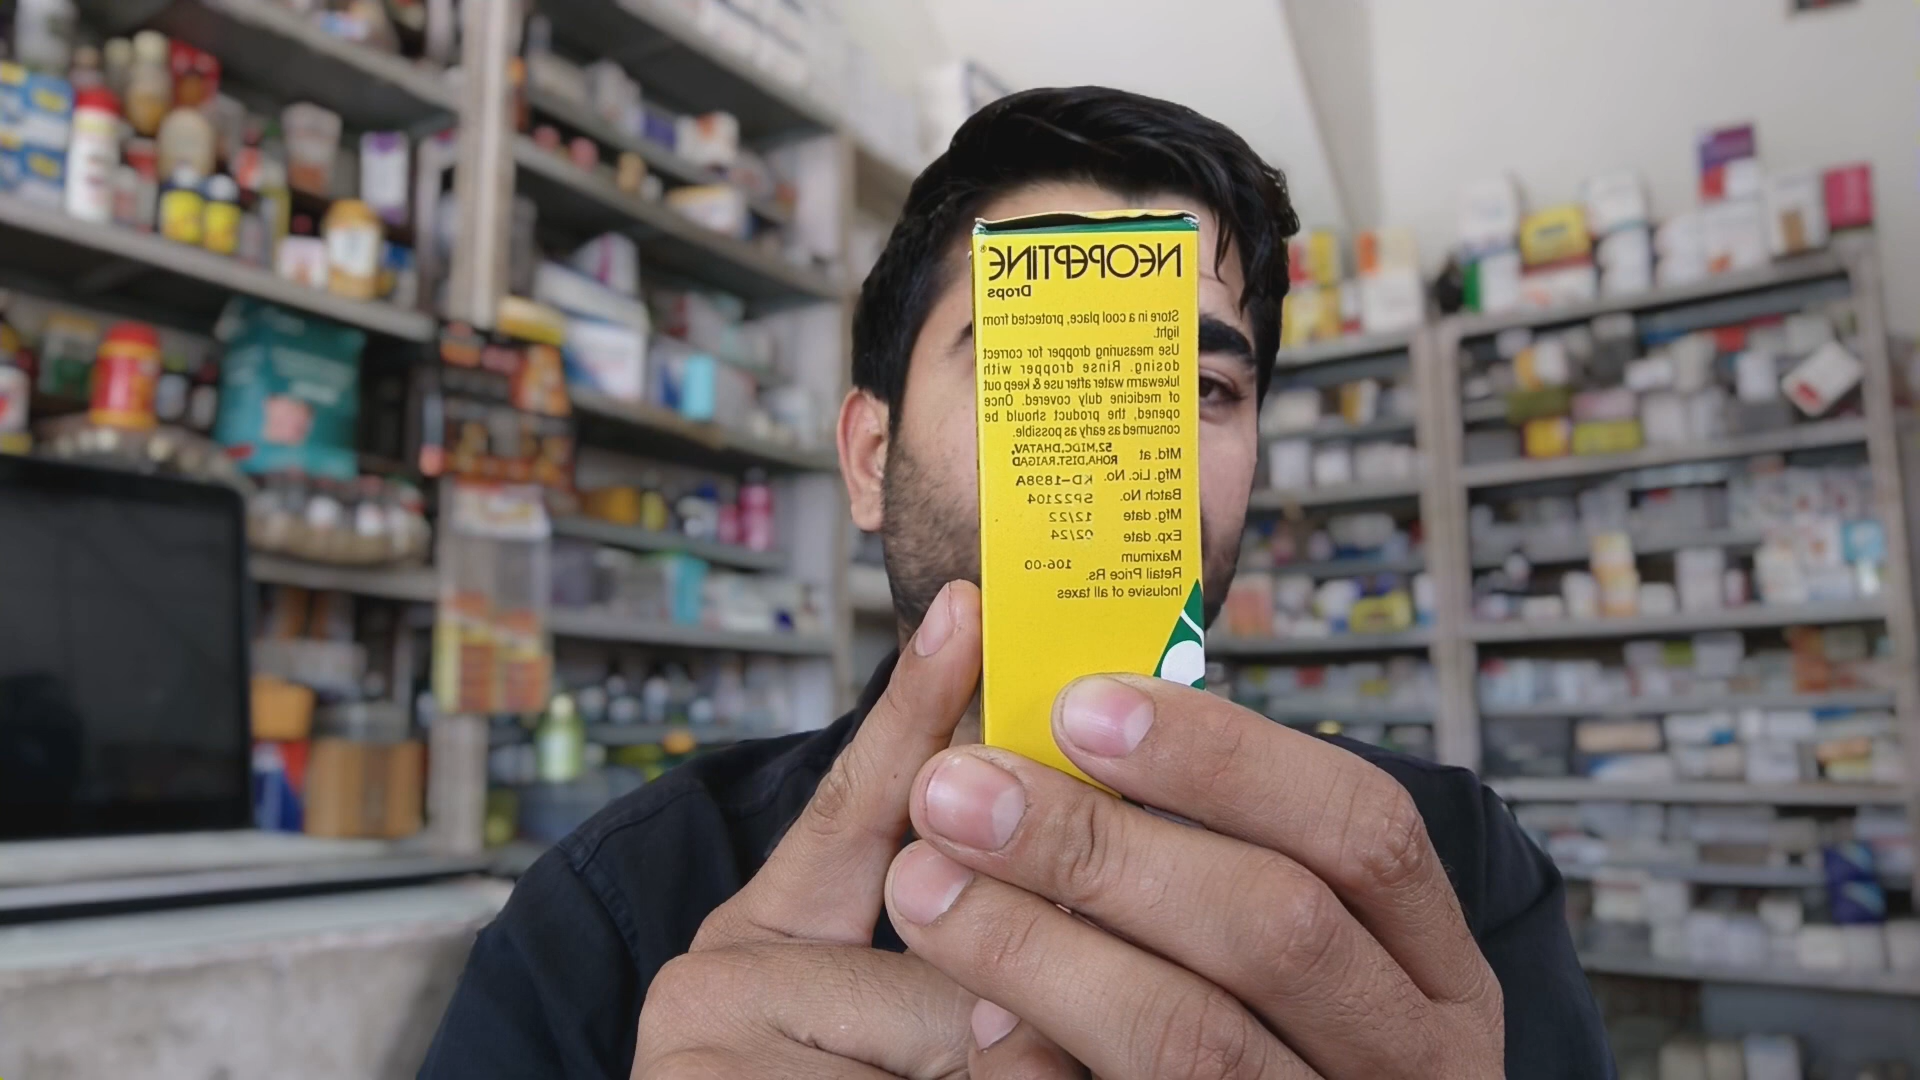 NEOPEPTINE®
Drops
Store in a cool place, protected from
light.
Use measuring dropper for correct
dosing. Rinse dropper with
lukewarm water after use & keep out
of medicine duly covered. Once
opened, the product should be
consumed as early as possible.
Mfd. at 52,MIDC,DHATAV,
ROHA,DIST.RAIGAD
Mfg. Lic. No. KD-1898A
Batch No. SP22104
Mfg. date 12/22
Exp. date 02/24
Maximum
Retail Price Rs. 106-00
Inclusive of all taxes